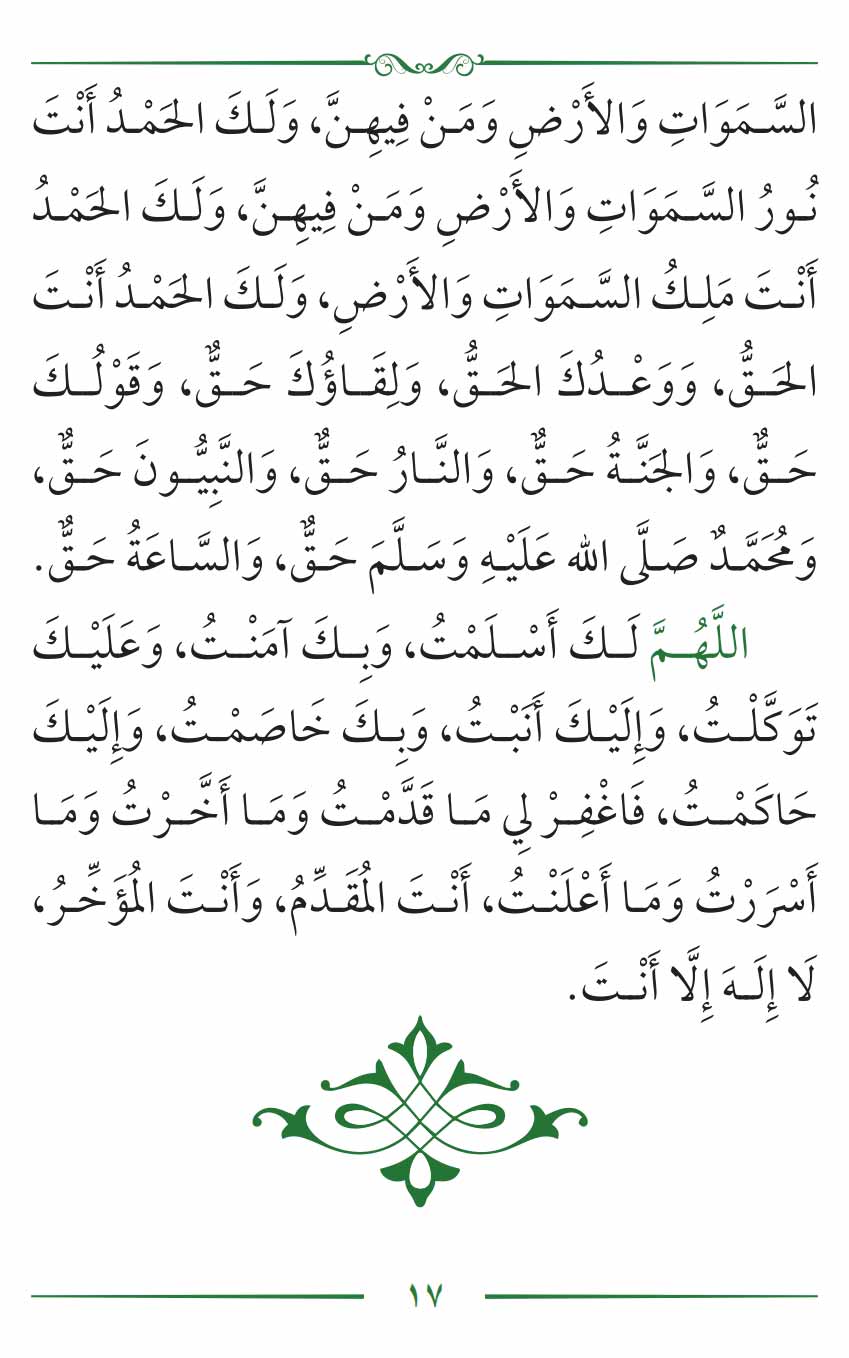 السَّمَوَاتِ وَالأَرْضِ وَمَنْ فِيهِنَّ، وَلَكَ الحَمْدُ أَنْتَ
نُورُ السَّمَوَاتِ وَالأَرْضِ وَمَنْ فِيهِنَّ، وَلَكَ الحَمْدُ
أَنْتَ مَلِكُ السَّمَوَاتِ وَالأَرْضِ، وَلَكَ الحَمْدُ أَنْتَ
الحَقُّ، وَوَعْدُكَ الحَقُّ، وَلِقَاؤُكَ حَقٌّ، وَقَوْلُكَ
حَقٌّ، وَالجَنَّةُ حَقٌّ، وَالنَّارُ حَقٌّ، وَالنَّبِيُّونَ حَقٌّ،
وَمُحَمَّدٌ صَلَّى الله عَلَيْهِ وَسَلَّمَ حَقٌّ، وَالسَّاعَةُ حَقٌّ.
اللَّهُمَّ لَكَ أَسْلَمْتُ، وَبِكَ آمَنْتُ، وَعَلَيْكَ
تَوَكَّلْتُ، وَإِلَيْكَ أَنَبْتُ، وَبِكَ خَاصَمْتُ، وَإِلَيْكَ
حَاكَمْتُ، فَاغْفِرْ لِي مَا قَدَّمْتُ وَمَا أَخَّرْتُ وَمَا
أَسْرَرْتُ وَمَا أَعْلَنْتُ، أَنْتَ المُقَدِّمُ، وَأَنْتَ المُؤَخِّرُ،
لَا إِلَهَ إِلَّا أَنْتَ.
١٧